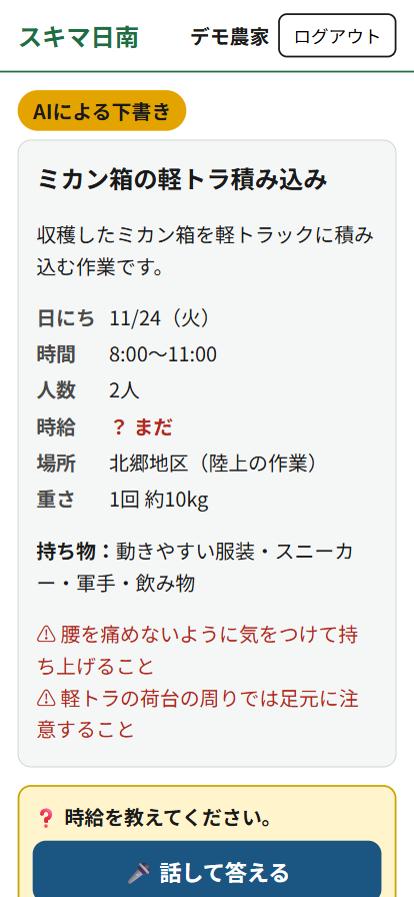 スキマ日南 デモ農家 ログアウト
AIによる下書き
ミカン箱の軽トラ積み込み
収穫したミカン箱を軽トラックに積み
込む作業です。
日にち 11/24（火）
時間 8:00〜11:00
人数 2人
時給 ？ まだ
場所 北郷地区（陸上の作業）
重さ 1回 約10kg
持ち物：動きやすい服装・スニーカ
ー・軍手・飲み物
⚠ 腰を痛めないように気をつけて持
ち上げること
⚠ 軽トラの荷台の周りでは足元に注
意すること
❓ 時給を教えてください。
🎤 話して答える